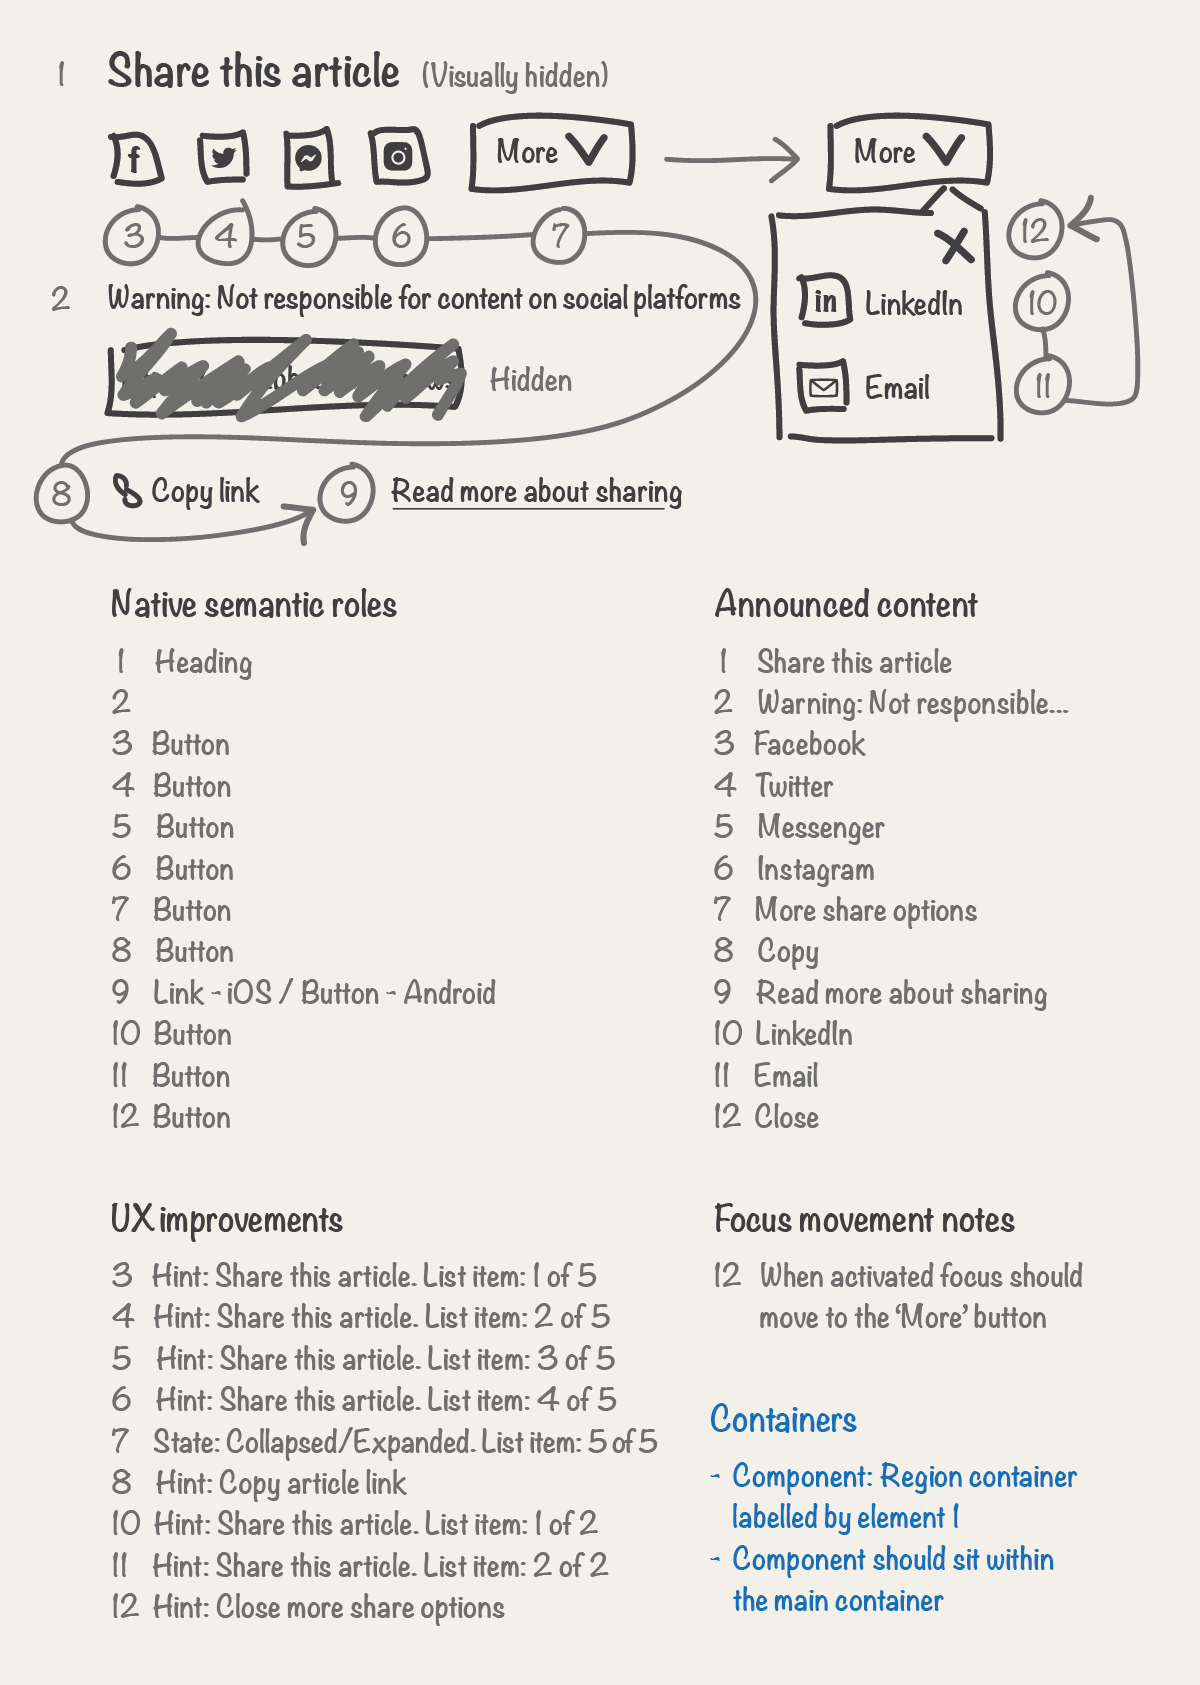 1 Share this article (Visually hidden)
f
More
More
3 4 5 6 7
12
2 Warning: Not responsible for content on social platforms
in LinkedIn 10
Hidden
Email 11
8 Copy link 9 Read more about sharing
Native semantic roles
1 Heading
2
3 Button
4 Button
5 Button
6 Button
7 Button
8 Button
9 Link - iOS / Button - Android
10 Button
11 Button
12 Button
Announced content
1 Share this article
2 Warning: Not responsible...
3 Facebook
4 Twitter
5 Messenger
6 Instagram
7 More share options
8 Copy
9 Read more about sharing
10 LinkedIn
11 Email
12 Close
UX improvements
3 Hint: Share this article. List item: 1 of 5
4 Hint: Share this article. List item: 2 of 5
5 Hint: Share this article. List item: 3 of 5
6 Hint: Share this article. List item: 4 of 5
7 State: Collapsed/Expanded. List item: 5 of 5
8 Hint: Copy article link
10 Hint: Share this article. List item: 1 of 2
11 Hint: Share this article. List item: 2 of 2
12 Hint: Close more share options
Focus movement notes
12 When activated focus should
move to the ‘More’ button
Containers
- Component: Region container
labelled by element 1
- Component should sit within
the main container